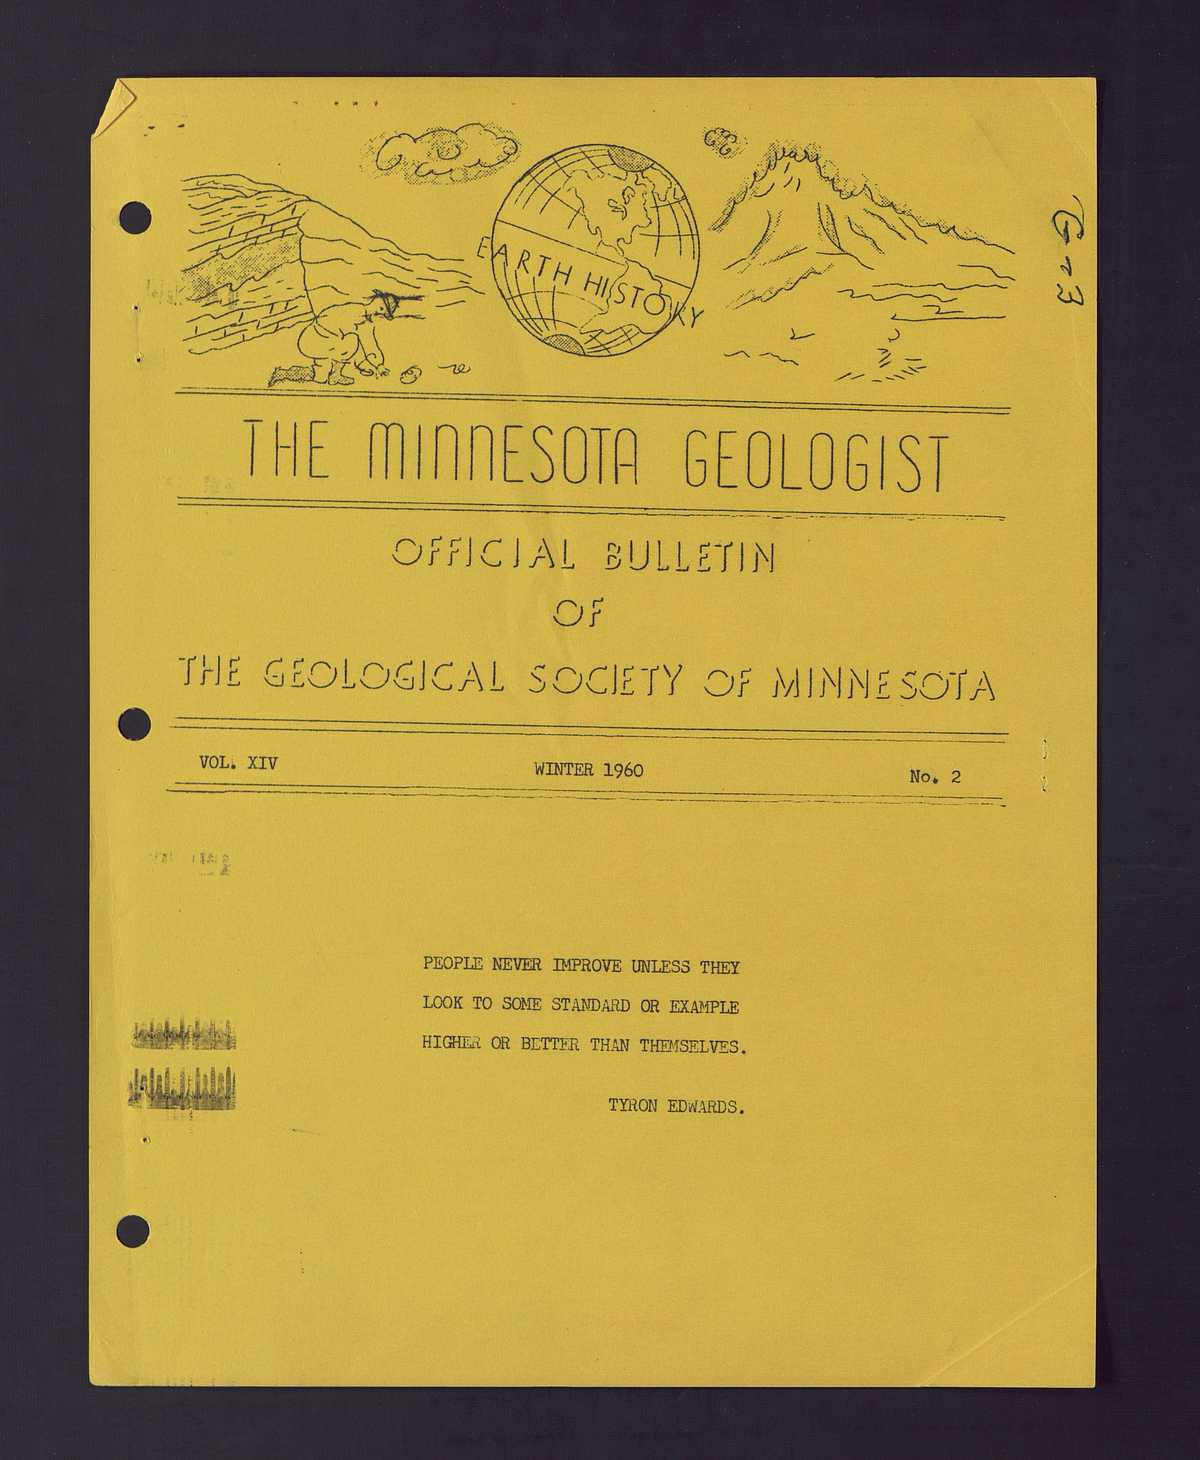 EARTH HISTORY
G-23
THE MINNESOTA GEOLOGIST
OFFICIAL BULLETIN
OF
THE GEOLOGICAL SOCIETY OF MINNESOTA
VOL. XIV WINTER 1960 No. 2
PEOPLE NEVER IMPROVE UNLESS THEY
LOOK TO SOME STANDARD OR EXAMPLE
HIGHER OR BETTER THAN THEMSELVES.
TYRON EDWARDS.